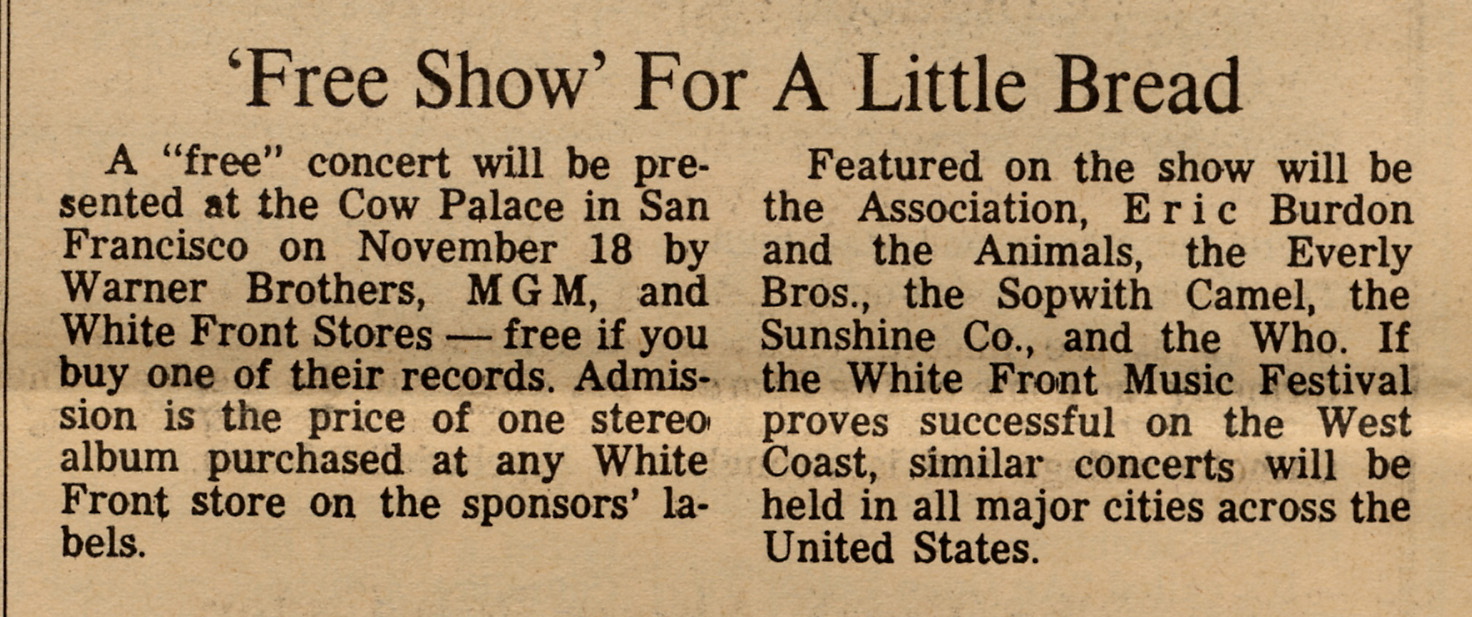 ‘Free Show’ For A Little Bread
A “free” concert will be pre-
sented at the Cow Palace in San
Francisco on November 18 by
Warner Brothers, MGM, and
White Front Stores — free if you
buy one of their records. Admis-
sion is the price of one stereo
album purchased at any White
Front store on the sponsors’ la-
bels.
Featured on the show will be
the Association, Eric Burdon
and the Animals, the Everly
Bros., the Sopwith Camel, the
Sunshine Co., and the Who. If
the White Front Music Festival
proves successful on the West
Coast, similar concerts will be
held in all major cities across the
United States.